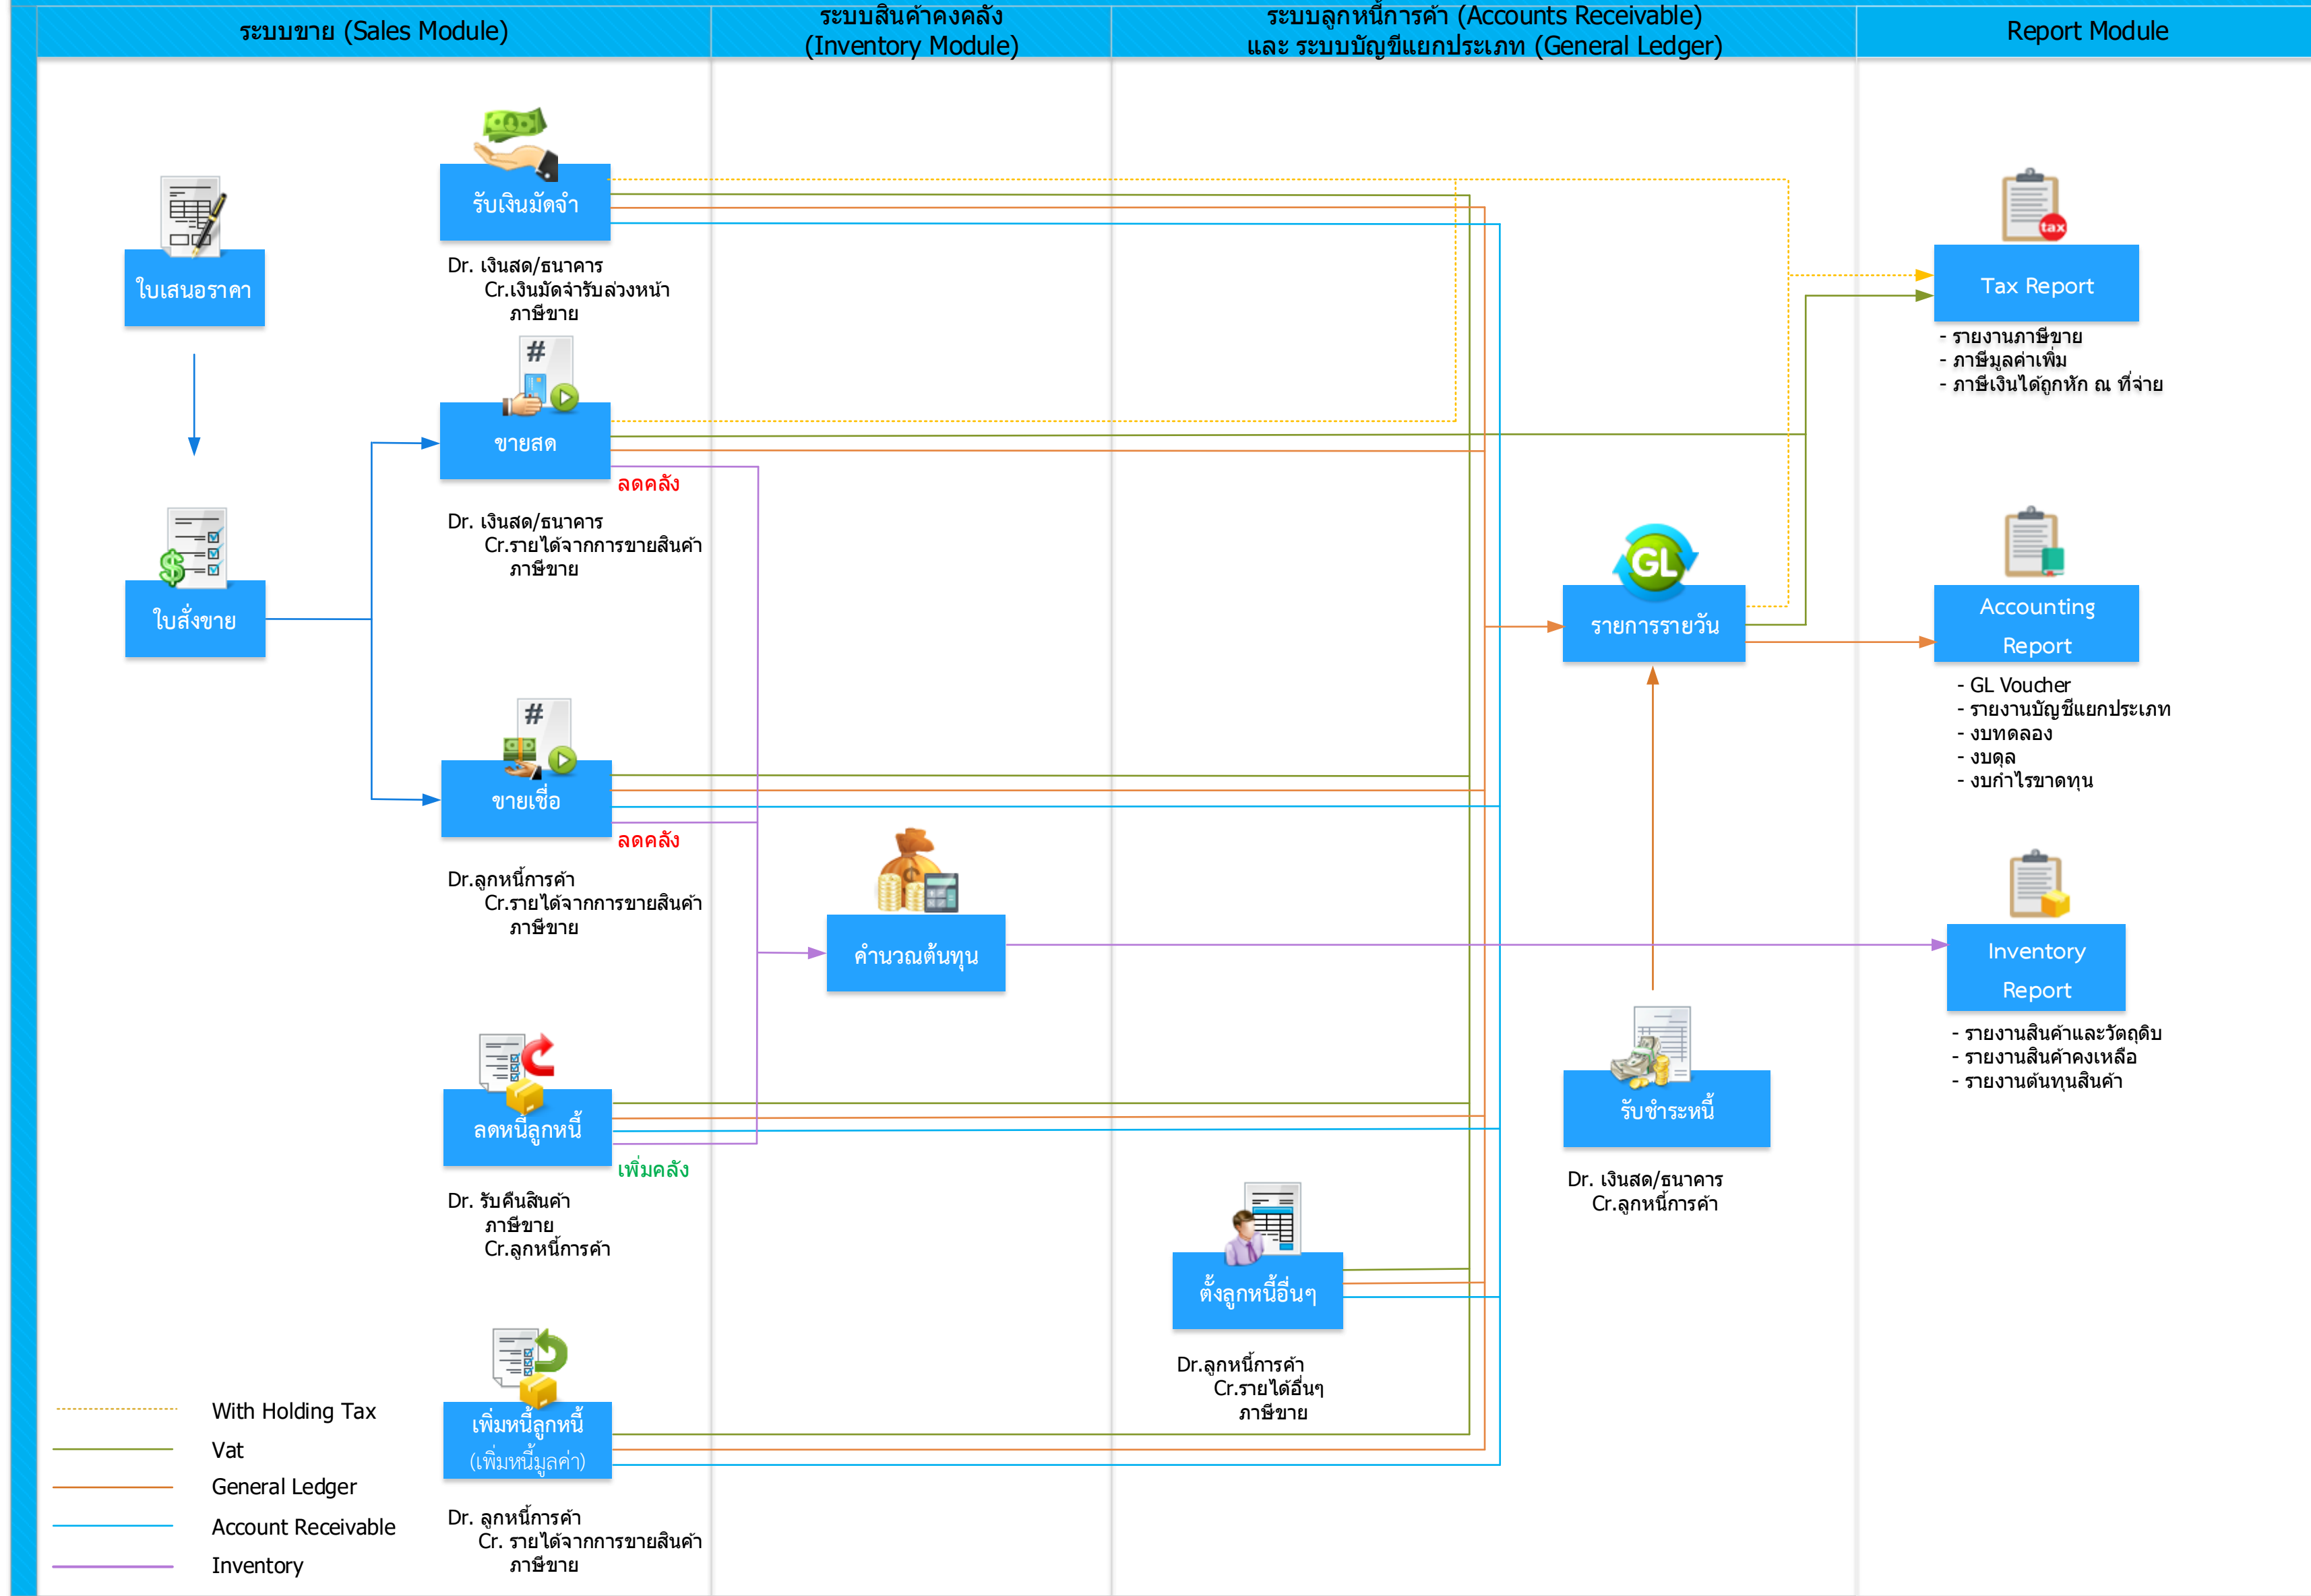 ระบบขาย (Sales Module)
ระบบสินค้าคงคลัง
(Inventory Module)
ระบบลูกหนี้การค้า (Accounts Receivable)
และ ระบบบัญชีแยกประเภท (General Ledger)
Report Module
ใบเสนอราคา
ใบสั่งขาย
รับเงินมัดจำ
Dr. เงินสด/ธนาคาร
Cr.เงินมัดจำรับล่วงหน้า
ภาษีขาย
#
ขายสด
ลดคลัง
Dr. เงินสด/ธนาคาร
Cr.รายได้จากการขายสินค้า
ภาษีขาย
#
ขายเชื่อ
ลดคลัง
Dr.ลูกหนี้การค้า
Cr.รายได้จากการขายสินค้า
ภาษีขาย
ลดหนี้ลูกหนี้
เพิ่มคลัง
Dr. รับคืนสินค้า
ภาษีขาย
Cr.ลูกหนี้การค้า
เพิ่มหนี้ลูกหนี้
(เพิ่มหนี้มูลค่า)
Dr. ลูกหนี้การค้า
Cr. รายได้จากการขายสินค้า
ภาษีขาย
With Holding Tax
Vat
General Ledger
Account Receivable
Inventory
คำนวณต้นทุน
ตั้งลูกหนี้อื่นๆ
Dr.ลูกหนี้การค้า
Cr.รายได้อื่นๆ
ภาษีขาย
GL
รายการรายวัน
รับชำระหนี้
Dr. เงินสด/ธนาคาร
Cr.ลูกหนี้การค้า
tax
Tax Report
- รายงานภาษีขาย
- ภาษีมูลค่าเพิ่ม
- ภาษีเงินได้ถูกหัก ณ ที่จ่าย
Accounting
Report
- GL Voucher
- รายงานบัญชีแยกประเภท
- งบทดลอง
- งบดุล
- งบกำไรขาดทุน
Inventory
Report
- รายงานสินค้าและวัตถุดิบ
- รายงานสินค้าคงเหลือ
- รายงานต้นทุนสินค้า